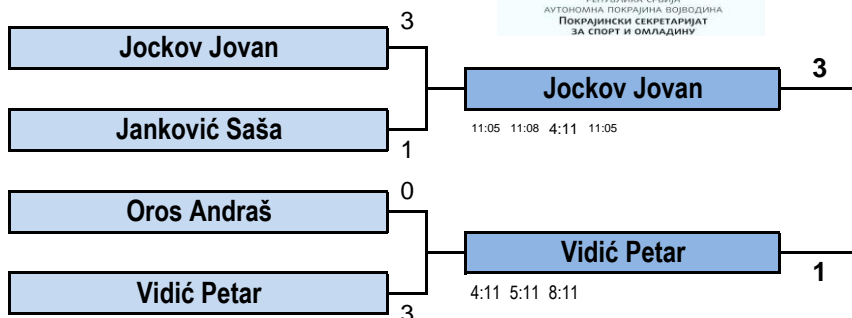 РЕПУБЛИКА СРБИЈА
АУТОНОМНА ПОКРАЈИНА ВОЈВОДИНА
ПОКРАЈИНСКИ СЕКРЕТАРИЈАТ
ЗА СПОРТ И ОМЛАДИНУ
3
Jockov Jovan
Jockov Jovan
3
Janković Saša
11:05 11:08 4:11 11:05
1
0
Oros Andraš
Vidić Petar
1
Vidić Petar
4:11 5:11 8:11
3